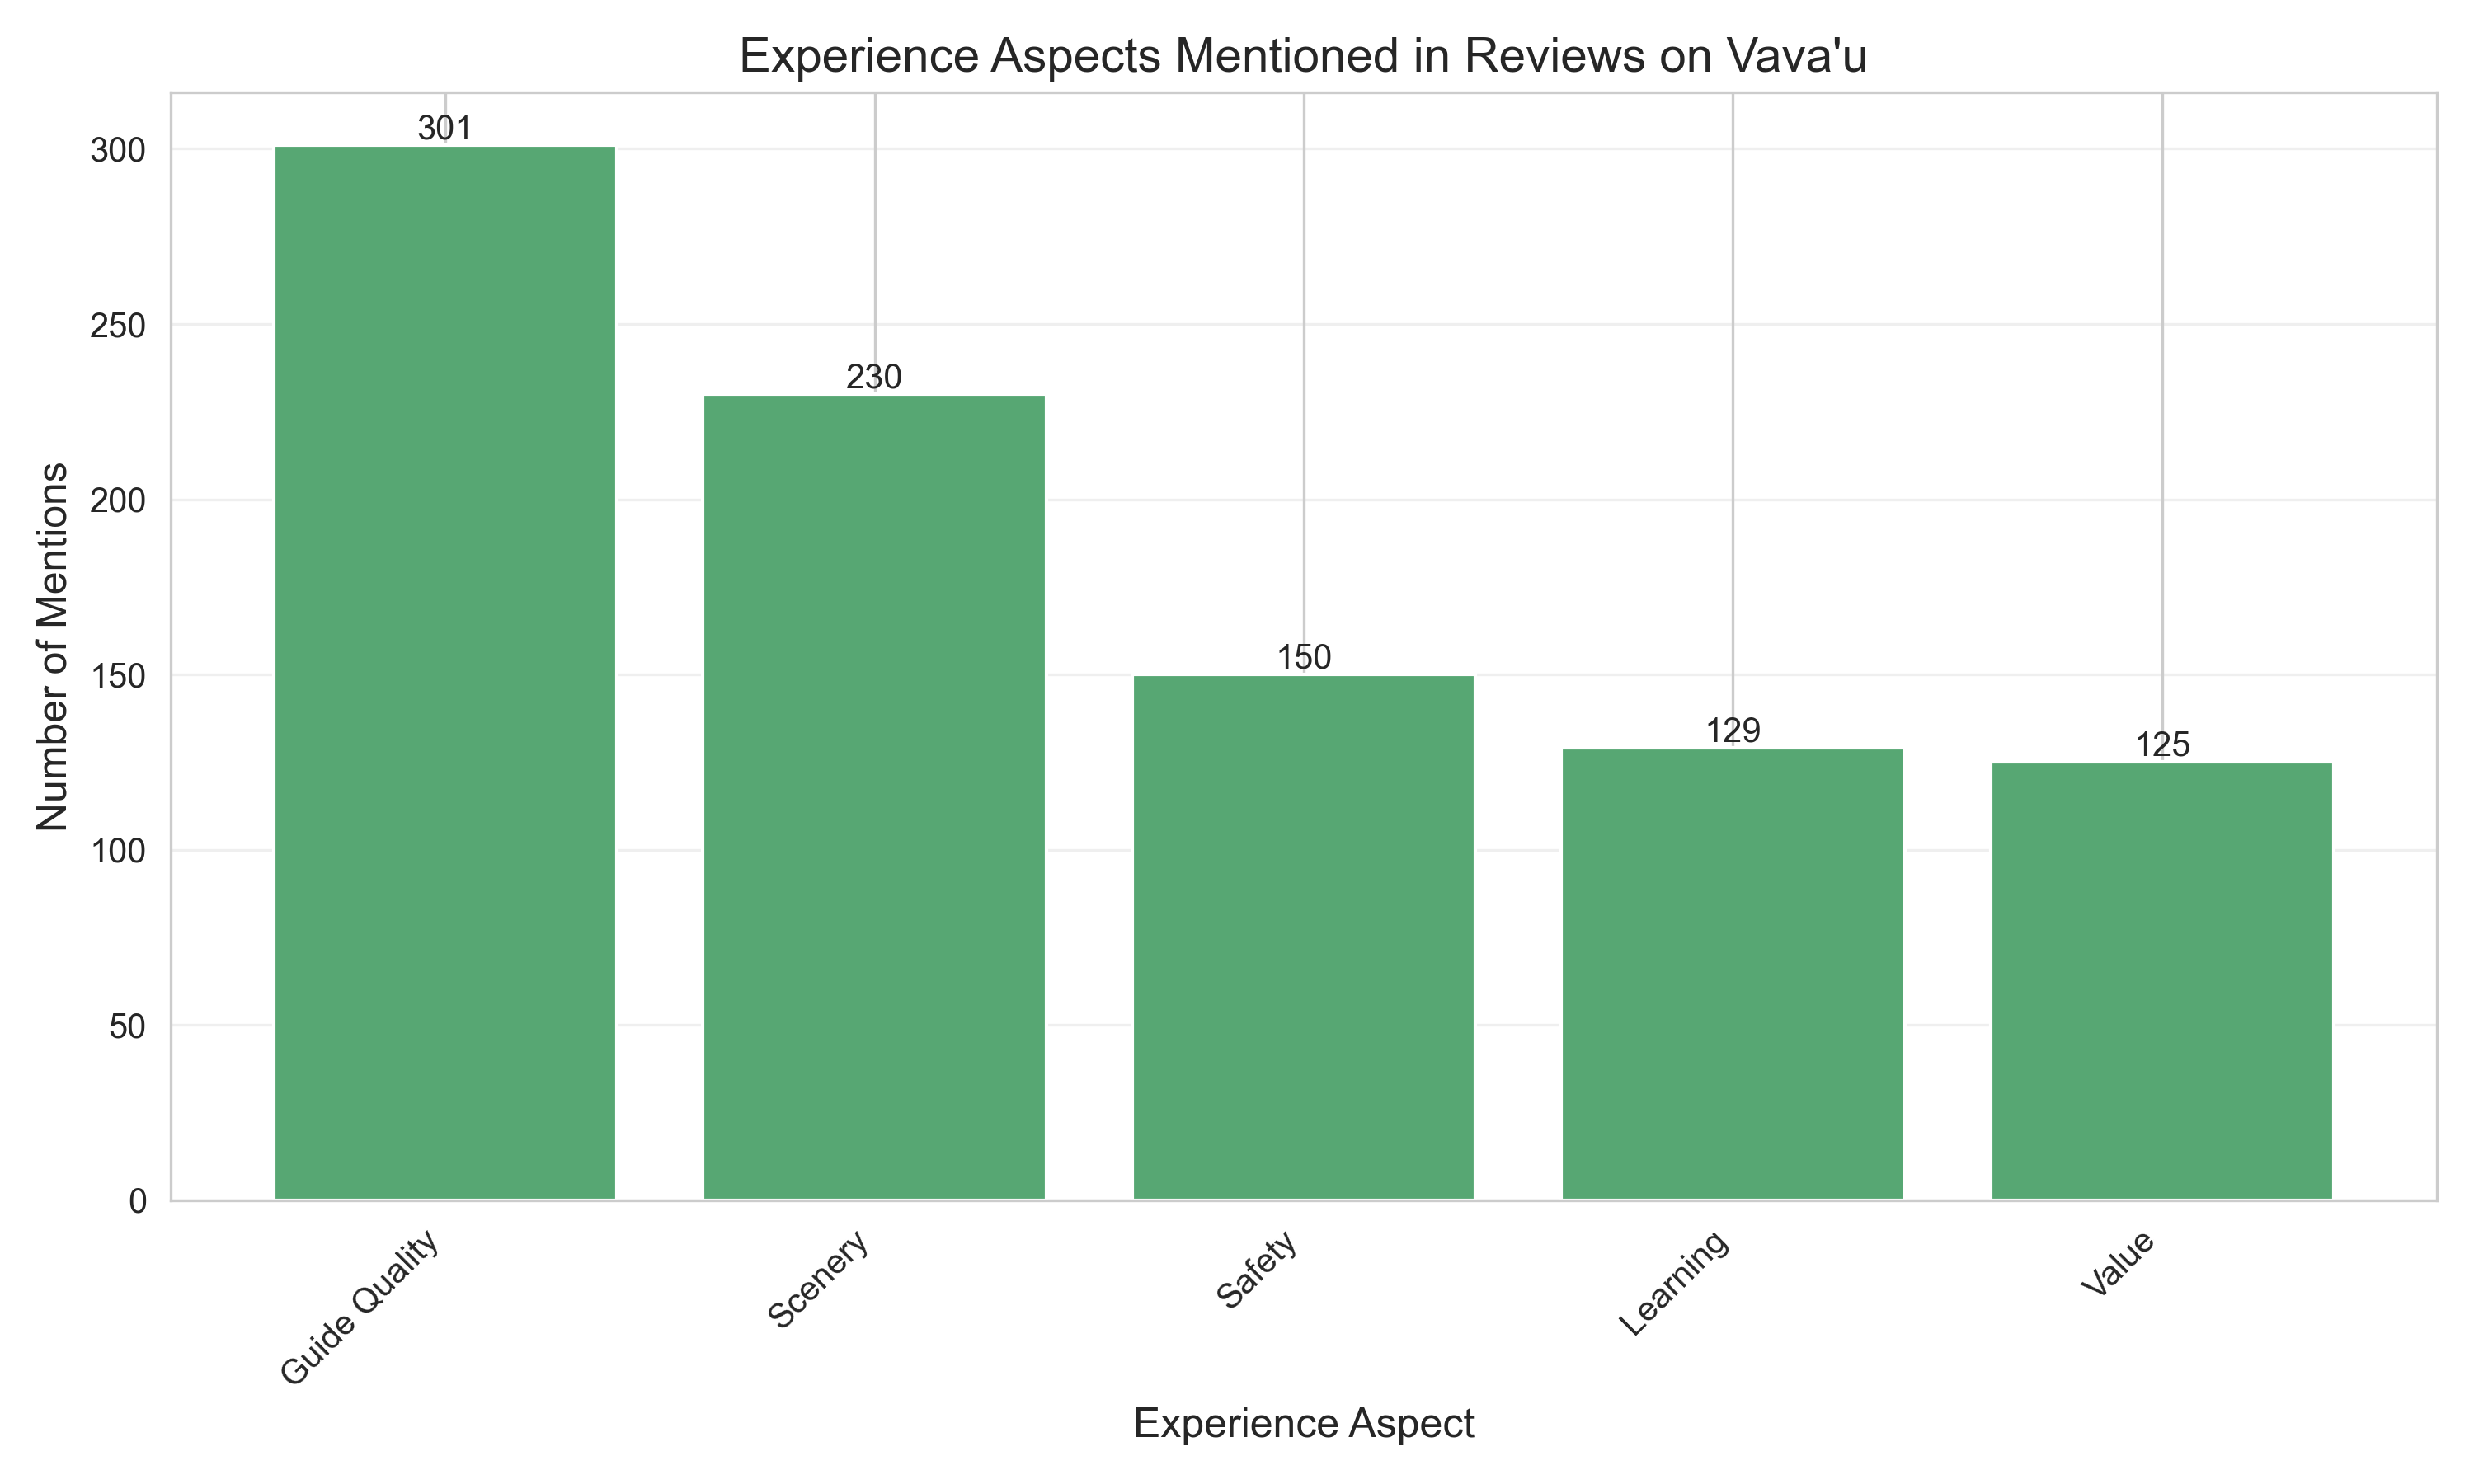 Experience Aspects Mentioned in Reviews on Vava'u
301
300
250
230
200
150
150
129
125
100
50
0
Number of Mentions
Guide Quality
Scenery
Safety
Learning
Value
Experience Aspect